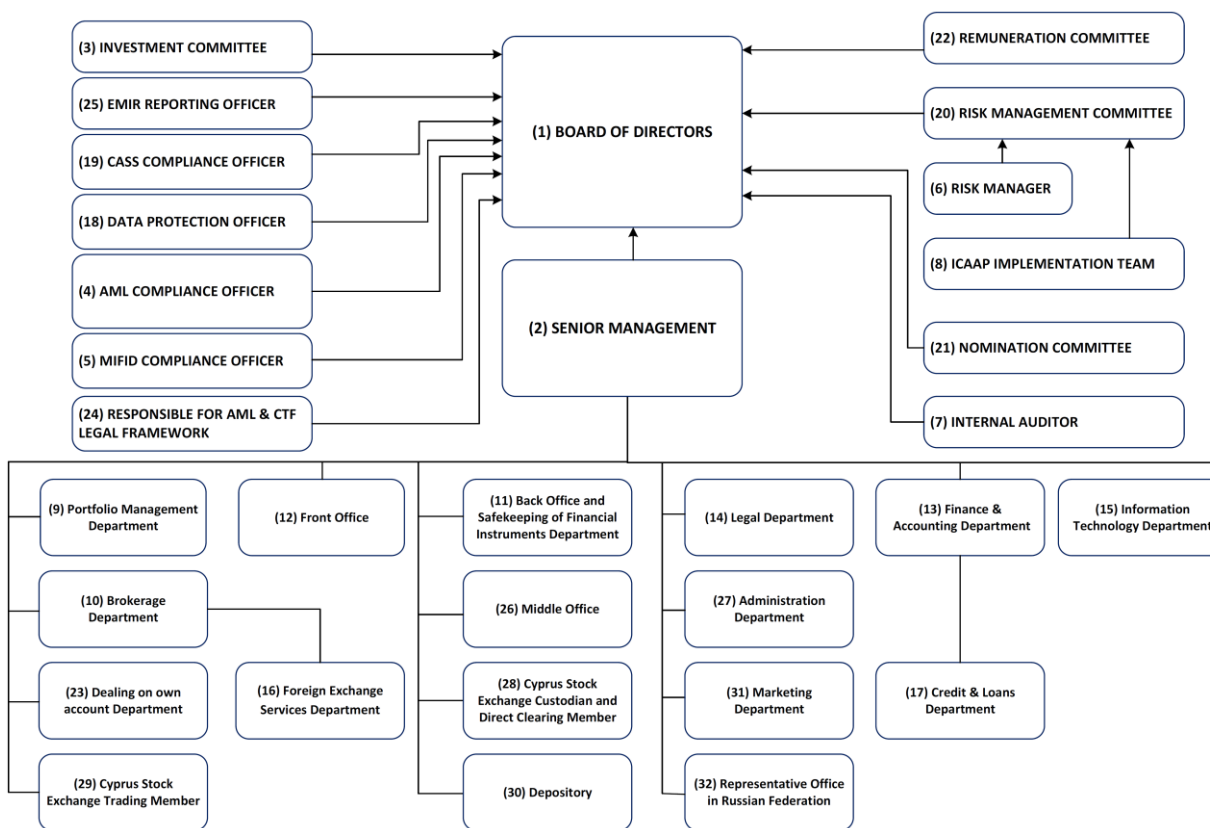 (3) INVESTMENT COMMITTEE
(25) EMIR REPORTING OFFICER
(19) CASS COMPLIANCE OFFICER
(18) DATA PROTECTION OFFICER
(4) AML COMPLIANCE OFFICER
(5) MIFID COMPLIANCE OFFICER
(24) RESPONSIBLE FOR AML & CTF
LEGAL FRAMEWORK
(1) BOARD OF DIRECTORS
(2) SENIOR MANAGEMENT
(22) REMUNERATION COMMITTEE
(20) RISK MANAGEMENT COMMITTEE
(6) RISK MANAGER
(8) ICAAP IMPLEMENTATION TEAM
(21) NOMINATION COMMITTEE
(7) INTERNAL AUDITOR
(9) Portfolio Management
Department
(12) Front Office
(11) Back Office and
Safekeeping of Financial
Instruments Department
(14) Legal Department
(13) Finance &
Accounting Department
(15) Information
Technology Department
(10) Brokerage
Department
(26) Middle Office
(27) Administration
Department
(23) Dealing on own
account Department
(16) Foreign Exchange
Services Department
(28) Cyprus Stock
Exchange Custodian and
Direct Clearing Member
(31) Marketing
Department
(17) Credit & Loans
Department
(29) Cyprus Stock
Exchange Trading Member
(30) Depository
(32) Representative Office
in Russian Federation